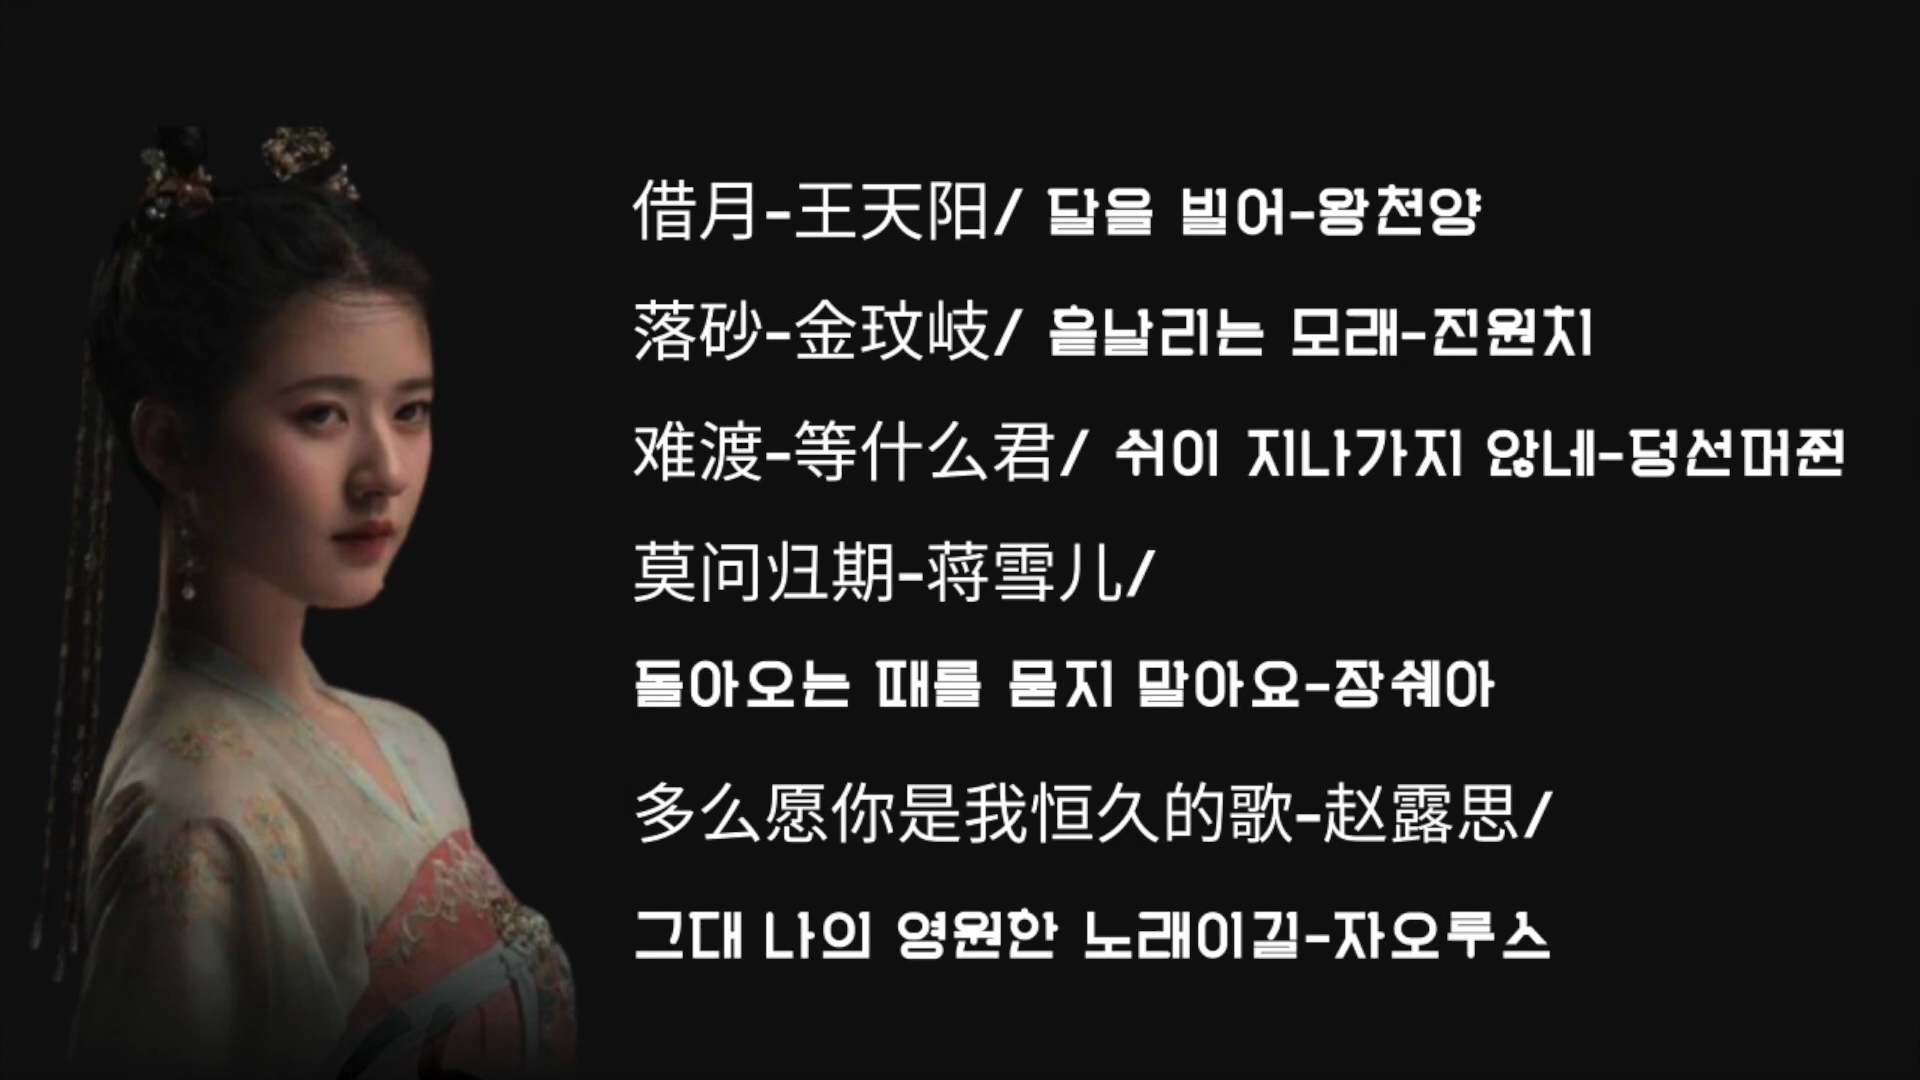 借月-王天阳/ 달을 빌어-왕천양
落砂-金玟岐/ 흩날리는 모래-진원치
难渡-等什么君/ 쉬이 지나가지 않네-덩선머쥔
莫问归期-蒋雪儿/
돌아오는 때를 묻지 말아요-장쉐아
多么愿你是我恒久的歌-赵露思/
그대 나의 영원한 노래이길-자오루스